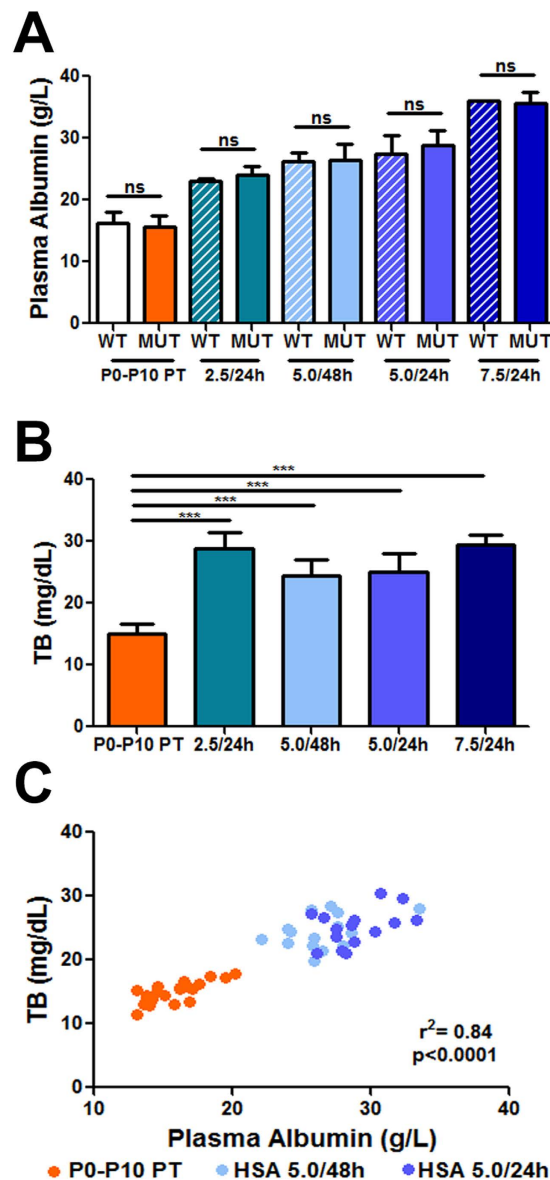 A
Plasma Albumin (g/L)
40
30
20
10
0
ns
ns
ns
ns
ns
WT MUT WT MUT WT MUT WT MUT WT MUT
P0-P10 PT 2.5/24h 5.0/48h 5.0/24h 7.5/24h
B
TB (mg/dL)
40
30
20
10
0
***
***
***
***
P0-P10 PT 2.5/24h 5.0/48h 5.0/24h 7.5/24h
C
TB (mg/dL)
40
30
20
10
0
r²= 0.84
p<0.0001
10 20 30 40
Plasma Albumin (g/L)
P0-P10 PT HSA 5.0/48h HSA 5.0/24h